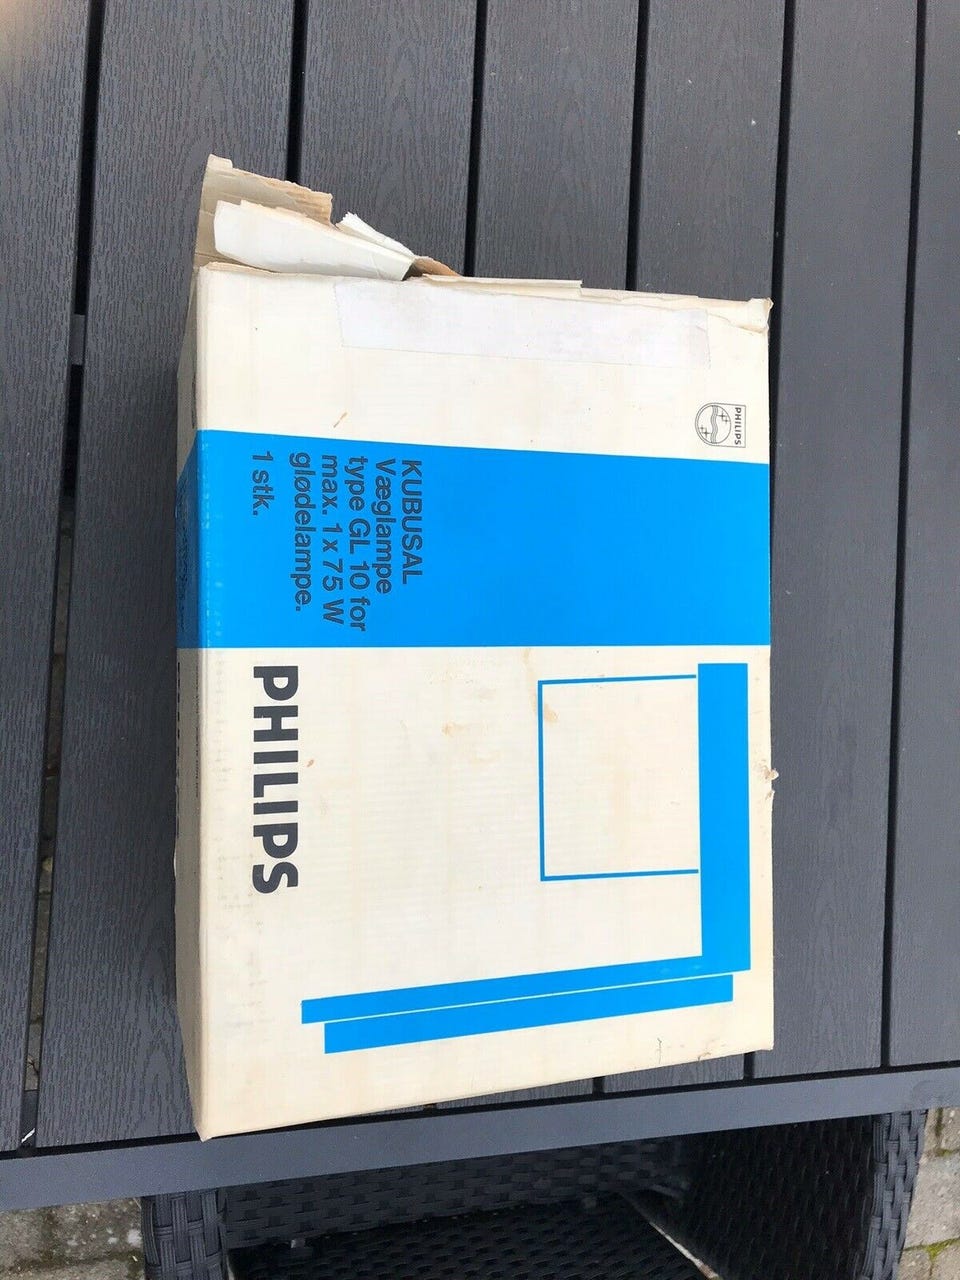 PHILIPS
KUBUSAL
Væglampe
type GL 10 for
max. 1 x 75 W
glødelampe.
1 stk.
PHILIPS